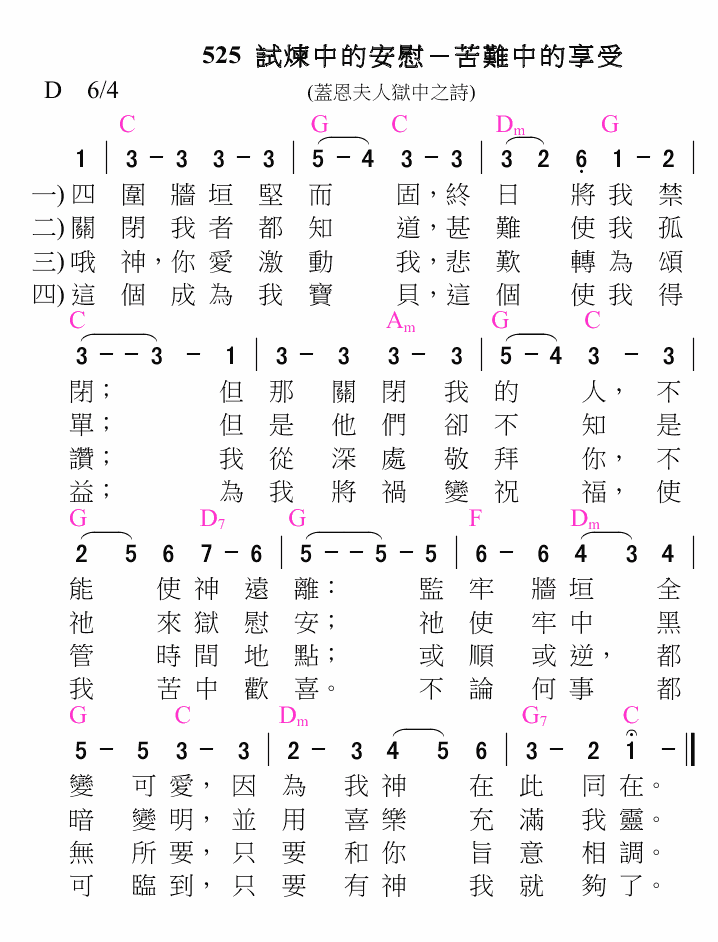 525 試煉中的安慰－苦難中的享受
D 6/4 (蓋恩夫人獄中之詩)
C G C Dm G
1 | 3 - 3 3 - 3 | 5 - 4 3 - 3 | 3 2 6 1 - 2 |
一) 四 圍 牆 垣 堅 而 固，終 日 將 我 禁
二) 關 閉 我 者 都 知 道，甚 難 使 我 孤
三) 哦 神，你 愛 激 動 我，悲 歎 轉 為 頌
四) 這 個 成 為 我 寶 貝，這 個 使 我 得
C Am G C
3 - - 3 - 1 | 3 - 3 3 - 3 | 5 - 4 3 - 3 |
閉； 但 那 關 閉 我 的 人， 不
單； 但 是 他 們 卻 不 知 是
讚； 我 從 深 處 敬 拜 你， 不
益； 為 我 將 禍 變 祝 福， 使
G D7 G F Dm
2 5 6 7 - 6 | 5 - - 5 - 5 | 6 - 6 4 3 4 |
能 使 神 遠 離： 監 牢 牆 垣 全
祂 來 獄 慰 安； 祂 使 牢 中 黑
管 時 間 地 點； 或 順 或 逆， 都
我 苦 中 歡 喜。 不 論 何 事 都
G C Dm G7 C
5 - 5 3 - 3 | 2 - 3 4 5 6 | 3 - 2 1 - ‖
變 可 愛， 因 為 我 神 在 此 同 在。
暗 變 明， 並 用 喜 樂 充 滿 我 靈。
無 所 要， 只 要 和 你 旨 意 相 調。
可 臨 到， 只 要 有 神 我 就 夠 了。